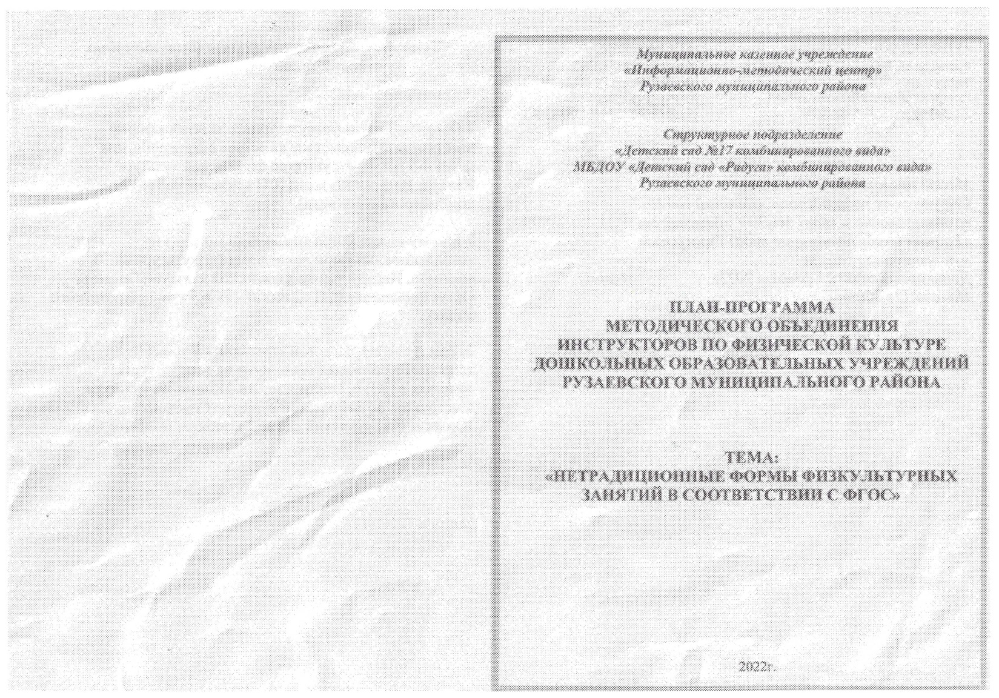 Муниципальное казенное учреждение
«Информационно-методический центр»
Рузаевского муниципального района
Структурное подразделение
«Детский сад №17 комбинированного вида»
МБДОУ «Детский сад «Радуга» комбинированного вида»
Рузаевского муниципального района
ПЛАН-ПРОГРАММА
МЕТОДИЧЕСКОГО ОБЪЕДИНЕНИЯ
ИНСТРУКТОРОВ ПО ФИЗИЧЕСКОЙ КУЛЬТУРЕ
ДОШКОЛЬНЫХ ОБРАЗОВАТЕЛЬНЫХ УЧРЕЖДЕНИЙ
РУЗАЕВСКОГО МУНИЦИПАЛЬНОГО РАЙОНА
ТЕМА:
«НЕТРАДИЦИОННЫЕ ФОРМЫ ФИЗКУЛЬТУРНЫХ
ЗАНЯТИЙ В СООТВЕТСТВИИ С ФГОС»
2022г.